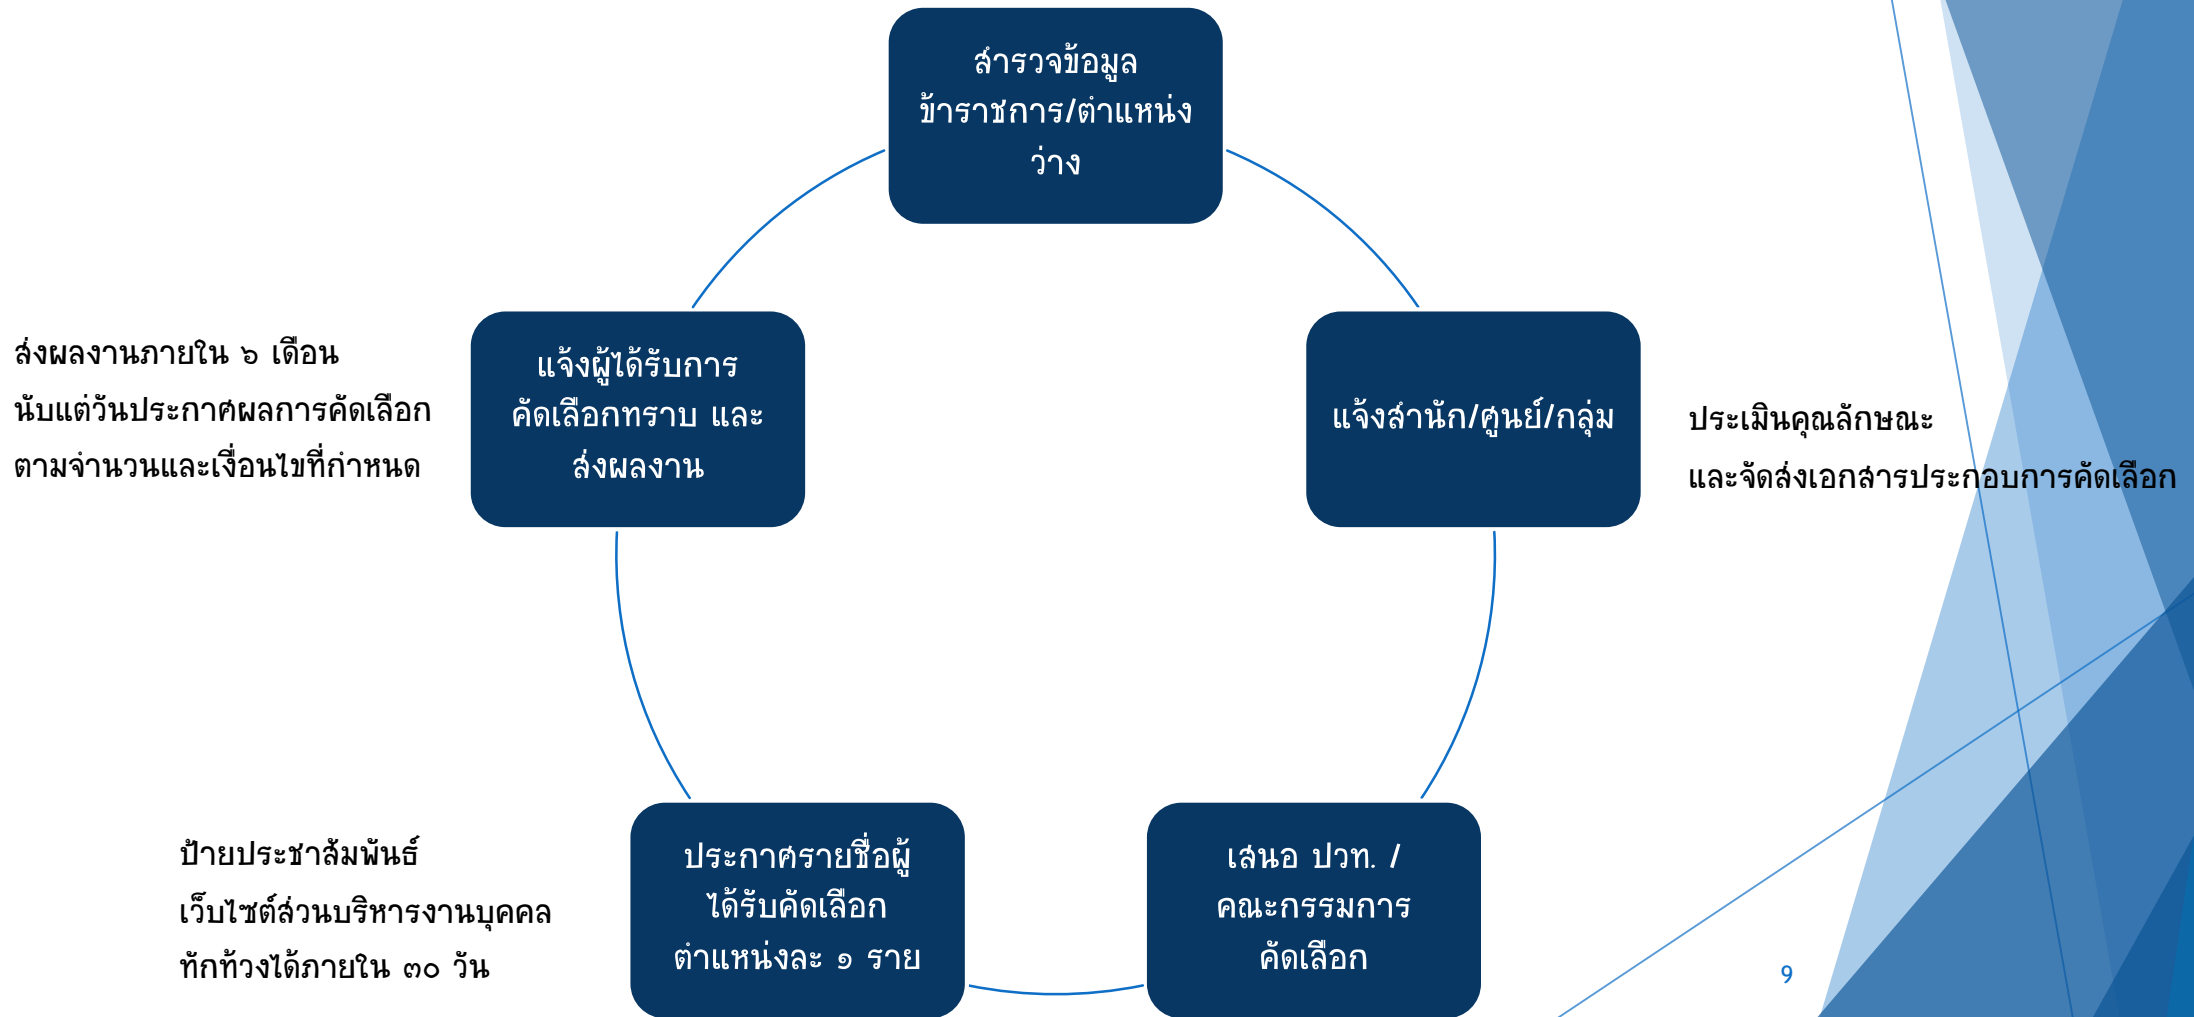 สำรวจข้อมูล
ข้าราชการ/ตำแหน่ง
ว่าง
แจ้งสำนัก/ศูนย์/กลุ่ม
ประเมินคุณลักษณะ
และจัดส่งเอกสารประกอบการคัดเลือก
เสนอ ปวท. /
คณะกรรมการ
คัดเลือก
ประกาศรายชื่อผู้
ได้รับคัดเลือก
ตำแหน่งละ ๑ ราย
ป้ายประชาสัมพันธ์
เว็บไซต์ส่วนบริหารงานบุคคล
ทักท้วงได้ภายใน ๓๐ วัน
แจ้งผู้ได้รับการ
คัดเลือกทราบ และ
ส่งผลงาน
ส่งผลงานภายใน ๖ เดือน
นับแต่วันประกาศผลการคัดเลือก
ตามจำนวนและเงื่อนไขที่กำหนด
9